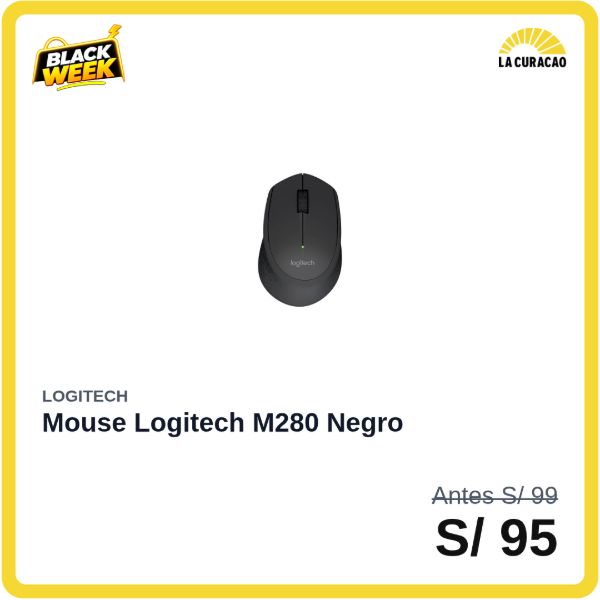 BLACK
WEEK
LA CURACAO
logitech
LOGITECH
Mouse Logitech M280 Negro
Antes S/ 99
S/ 95